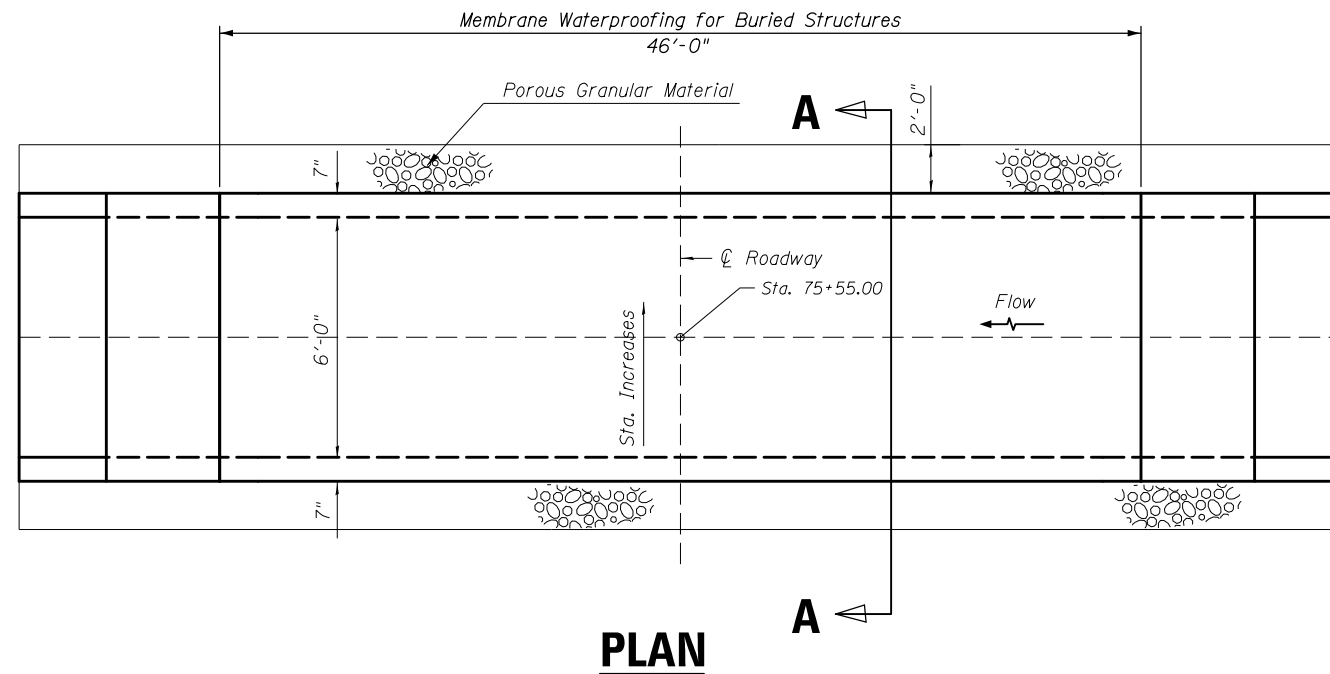 Membrane Waterproofing for Buried Structures
46'-0"
Porous Granular Material
A
2'-0"
7"
℄ Roadway
Sta. 75+55.00
Flow
6'-0"
Sta. Increases
7"
A
PLAN